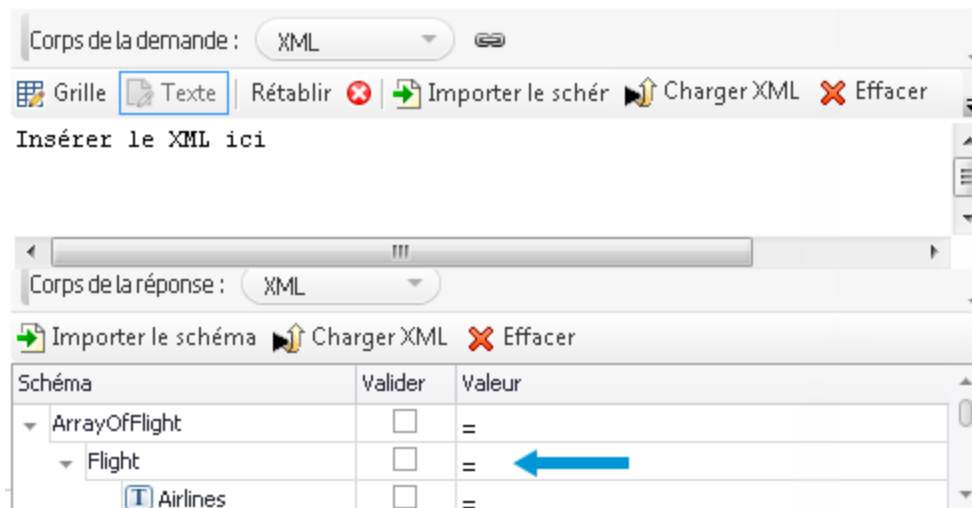 Corps de la demande : XML
Grille Texte Rétablir Importer le schér Charger XML Effacer
Insérer le XML ici
Corps de la réponse : XML
Importer le schéma Charger XML Effacer
Schéma Valider Valeur
ArrayOfFlight =
Flight =
T Airlines =